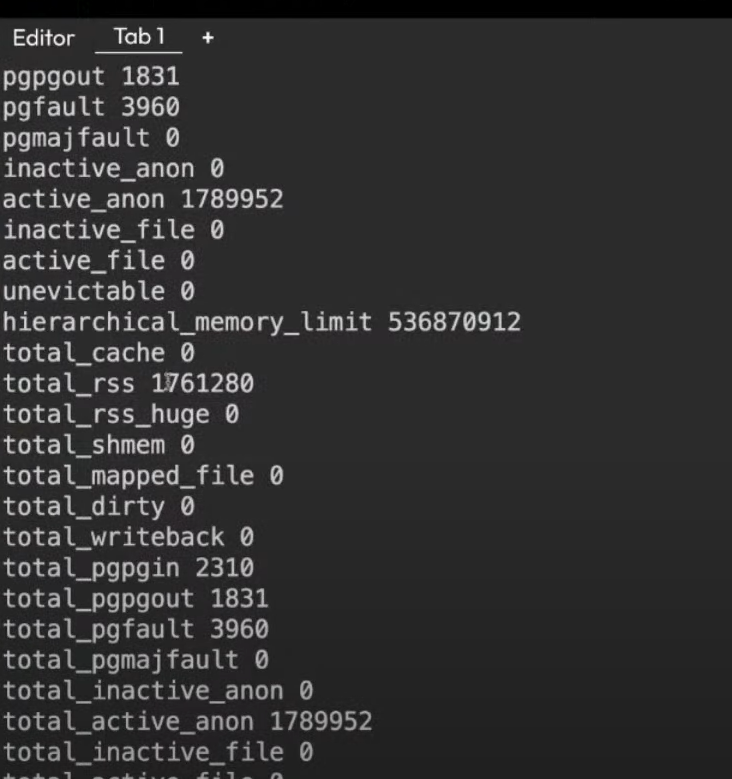 Editor Tab 1 +
pgpgout 1831
pgfault 3960
pgmajfault 0
inactive_anon 0
active_anon 1789952
inactive_file 0
active_file 0
unevictable 0
hierarchical_memory_limit 536870912
total_cache 0
total_rss 1761280
total_rss_huge 0
total_shmem 0
total_mapped_file 0
total_dirty 0
total_writeback 0
total_pgpgin 2310
total_pgpgout 1831
total_pgfault 3960
total_pgmajfault 0
total_inactive_anon 0
total_active_anon 1789952
total_inactive_file 0
total_active_file 0